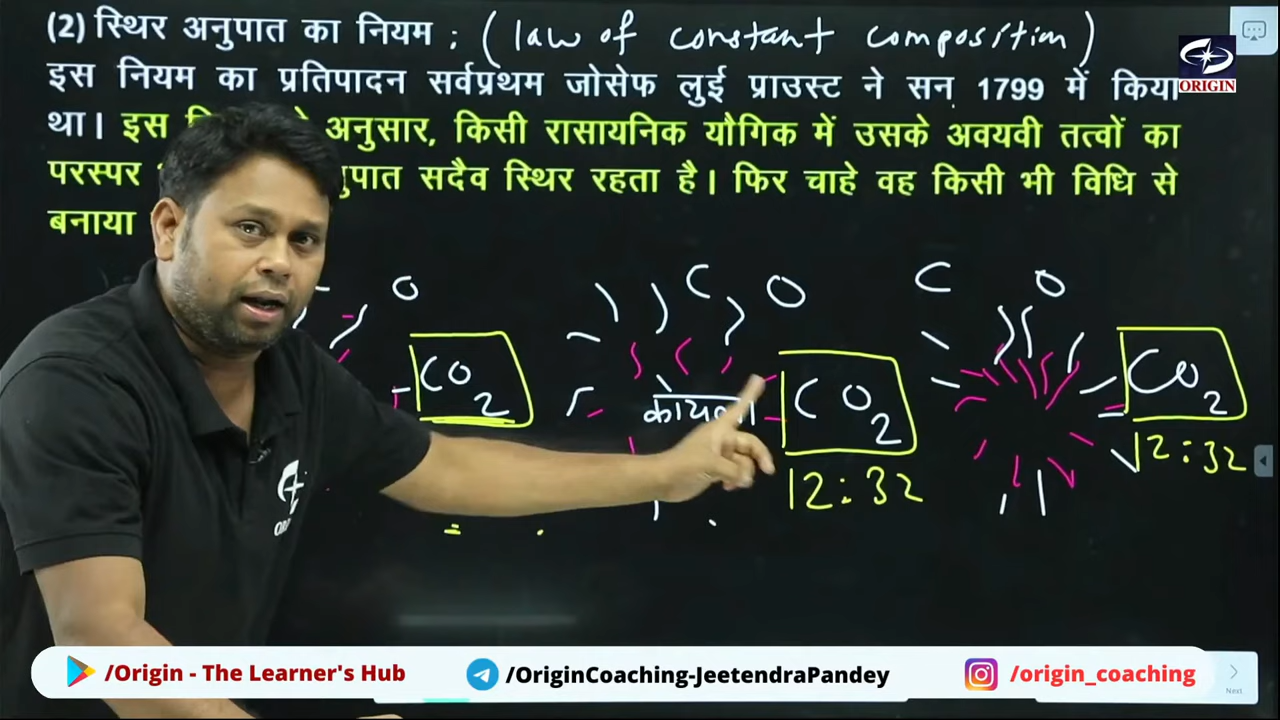 (2) स्थिर अनुपात का नियम : (law of constant composition)
इस नियम का प्रतिपादन सर्वप्रथम जोसेफ लुई प्राउस्ट ने सन् 1799 में किया
था। इस अनुसार, किसी रासायनिक यौगिक में उसके अवयवी तत्वों का
परस्पर सदैव स्थिर रहता है। फिर चाहे वह किसी भी विधि से
बनाया
ORIGIN
O C O C O
CO2 कोयला CO2 CO2
12:32 12:32
/Origin - The Learner's Hub /OriginCoaching-JeetendraPandey /origin_coaching
Next